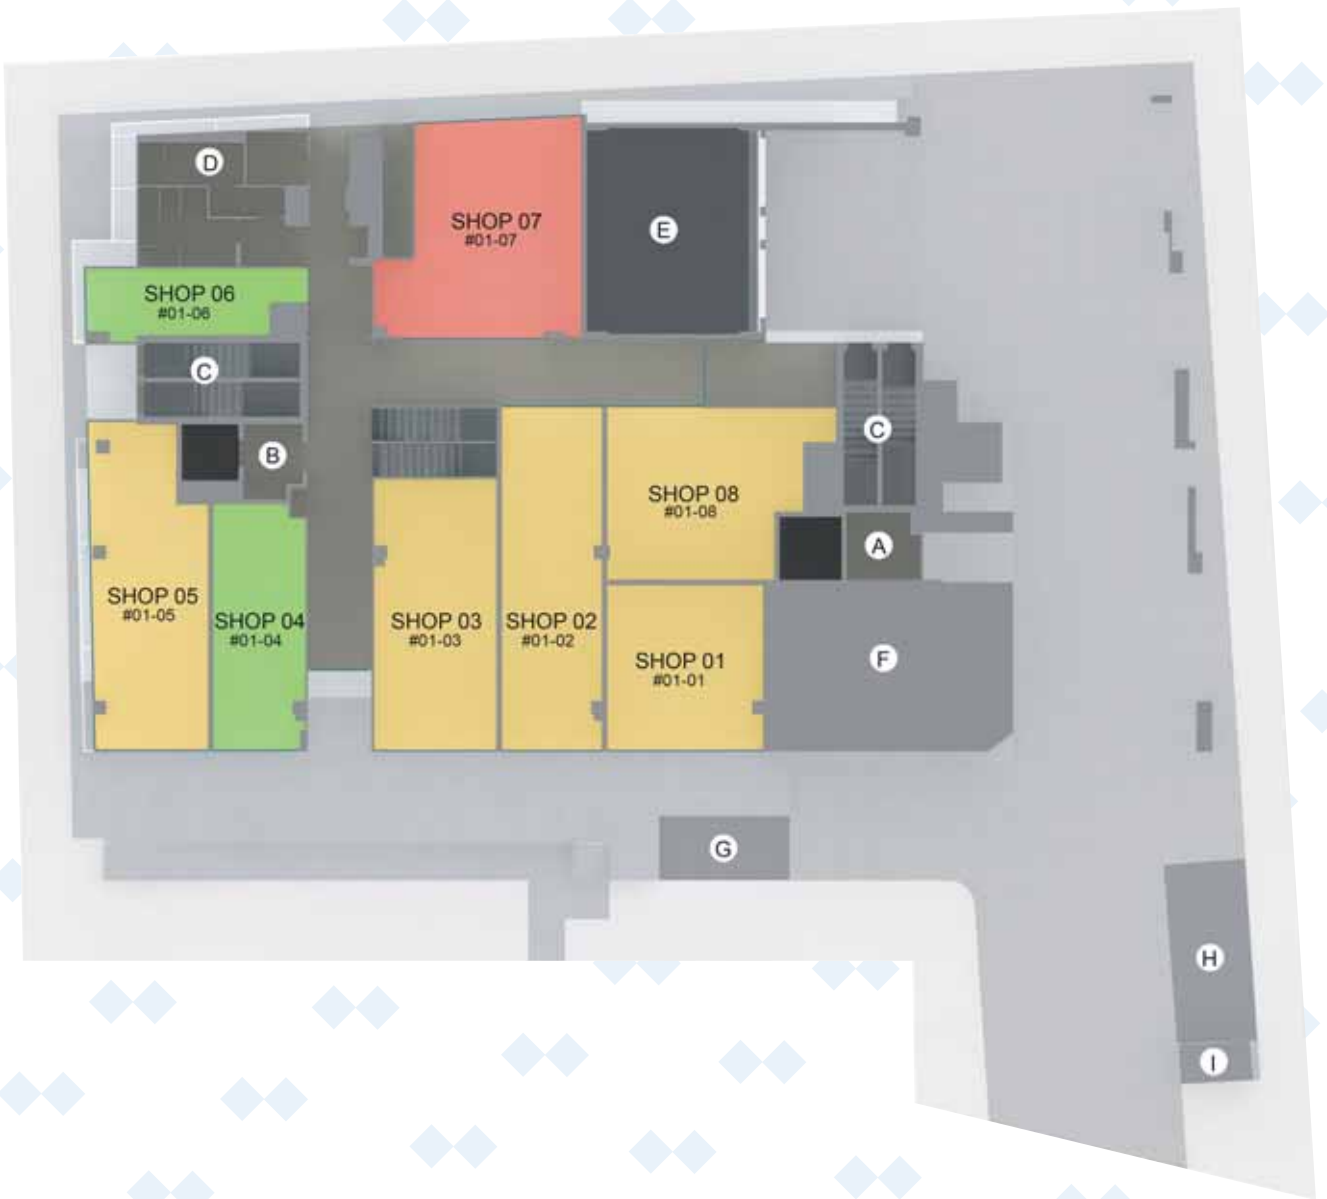 D
SHOP 07
#01-07
E
SHOP 06
#01-06
C
B
C
SHOP 08
#01-08
A
SHOP 05
#01-05
SHOP 04
#01-04
SHOP 03
#01-03
SHOP 02
#01-02
SHOP 01
#01-01
F
G
H
I